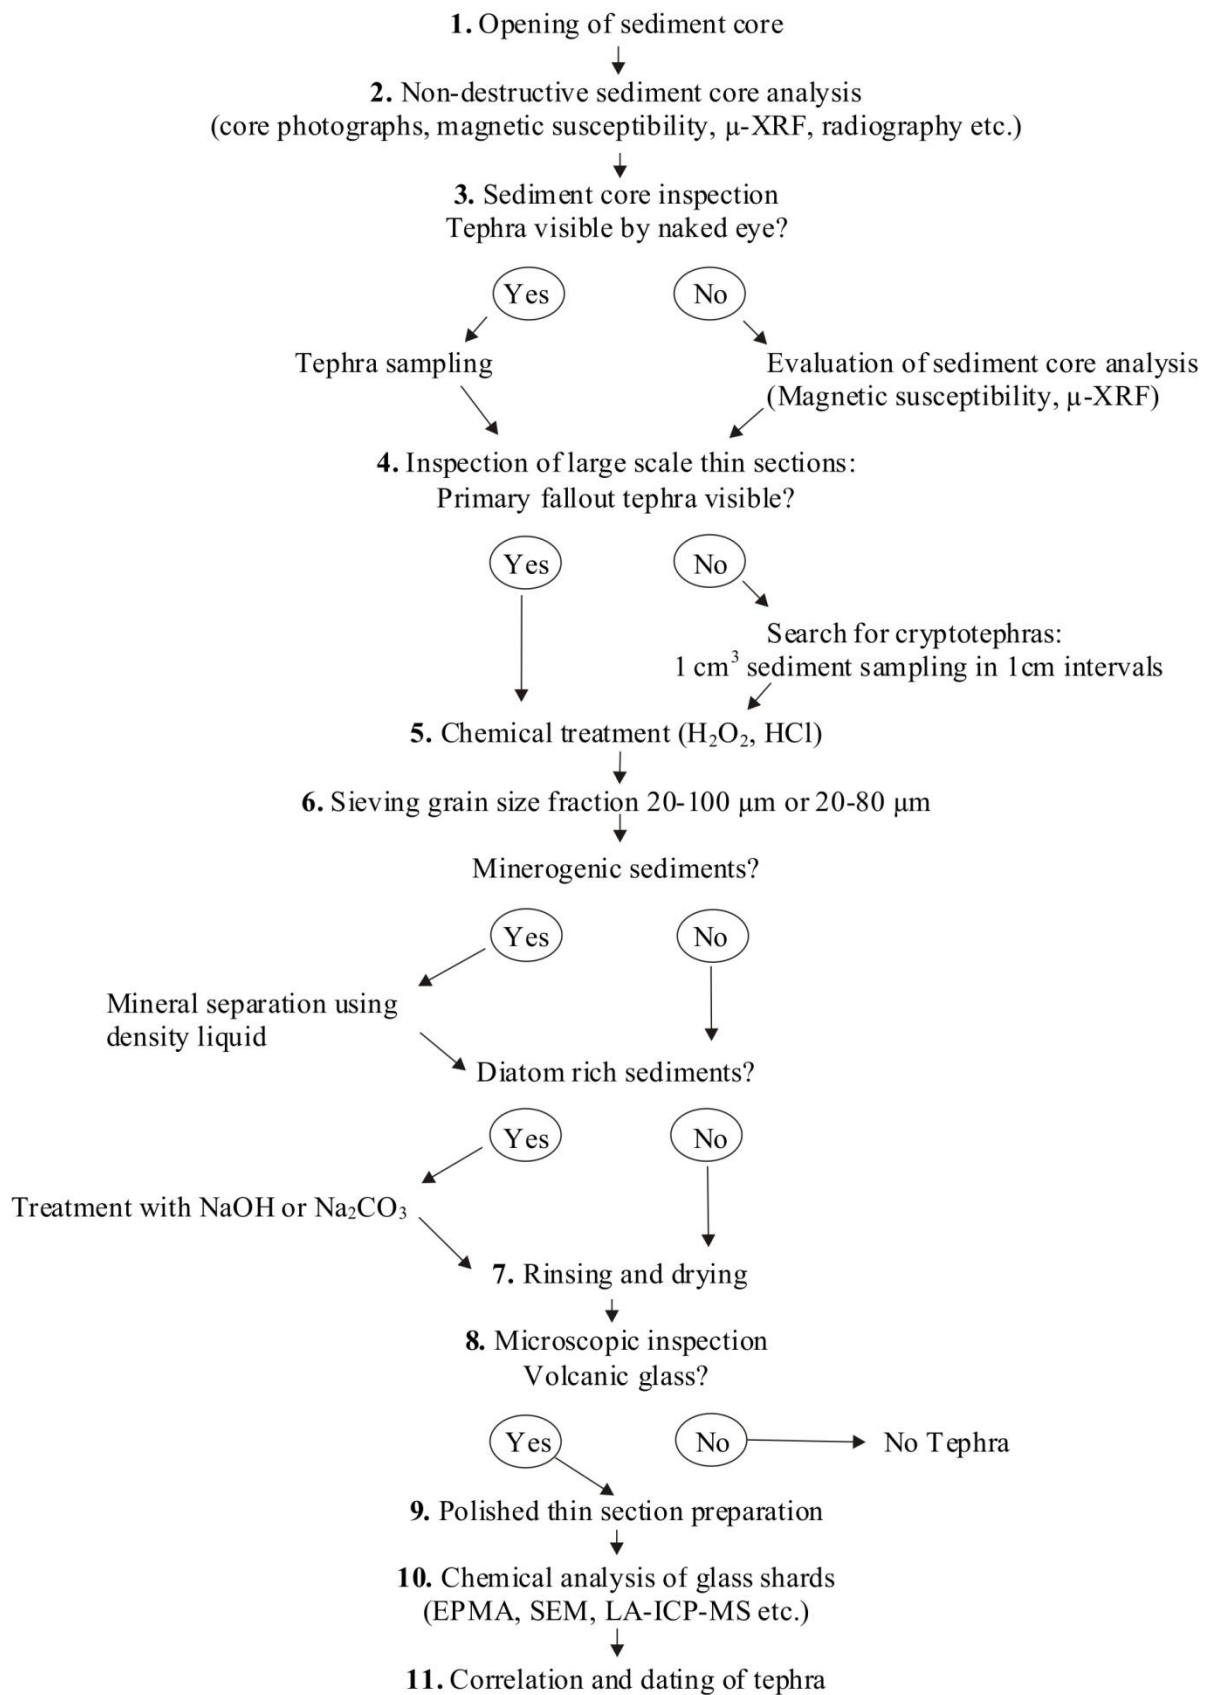 1. Opening of sediment core
2. Non-destructive sediment core analysis
(core photographs, magnetic susceptibility, μ-XRF, radiography etc.)
3. Sediment core inspection
Tephra visible by naked eye?
Yes
No
Tephra sampling
Evaluation of sediment core analysis
(Magnetic susceptibility, μ-XRF)
4. Inspection of large scale thin sections:
Primary fallout tephra visible?
Yes
No
Search for cryptotephras:
1 cm³ sediment sampling in 1cm intervals
5. Chemical treatment (H₂O₂, HCl)
6. Sieving grain size fraction 20-100 μm or 20-80 μm
Minerogenic sediments?
Yes
No
Mineral separation using
density liquid
Diatom rich sediments?
Yes
No
Treatment with NaOH or Na₂CO₃
7. Rinsing and drying
8. Microscopic inspection
Volcanic glass?
Yes
No
No Tephra
9. Polished thin section preparation
10. Chemical analysis of glass shards
(EPMA, SEM, LA-ICP-MS etc.)
11. Correlation and dating of tephra